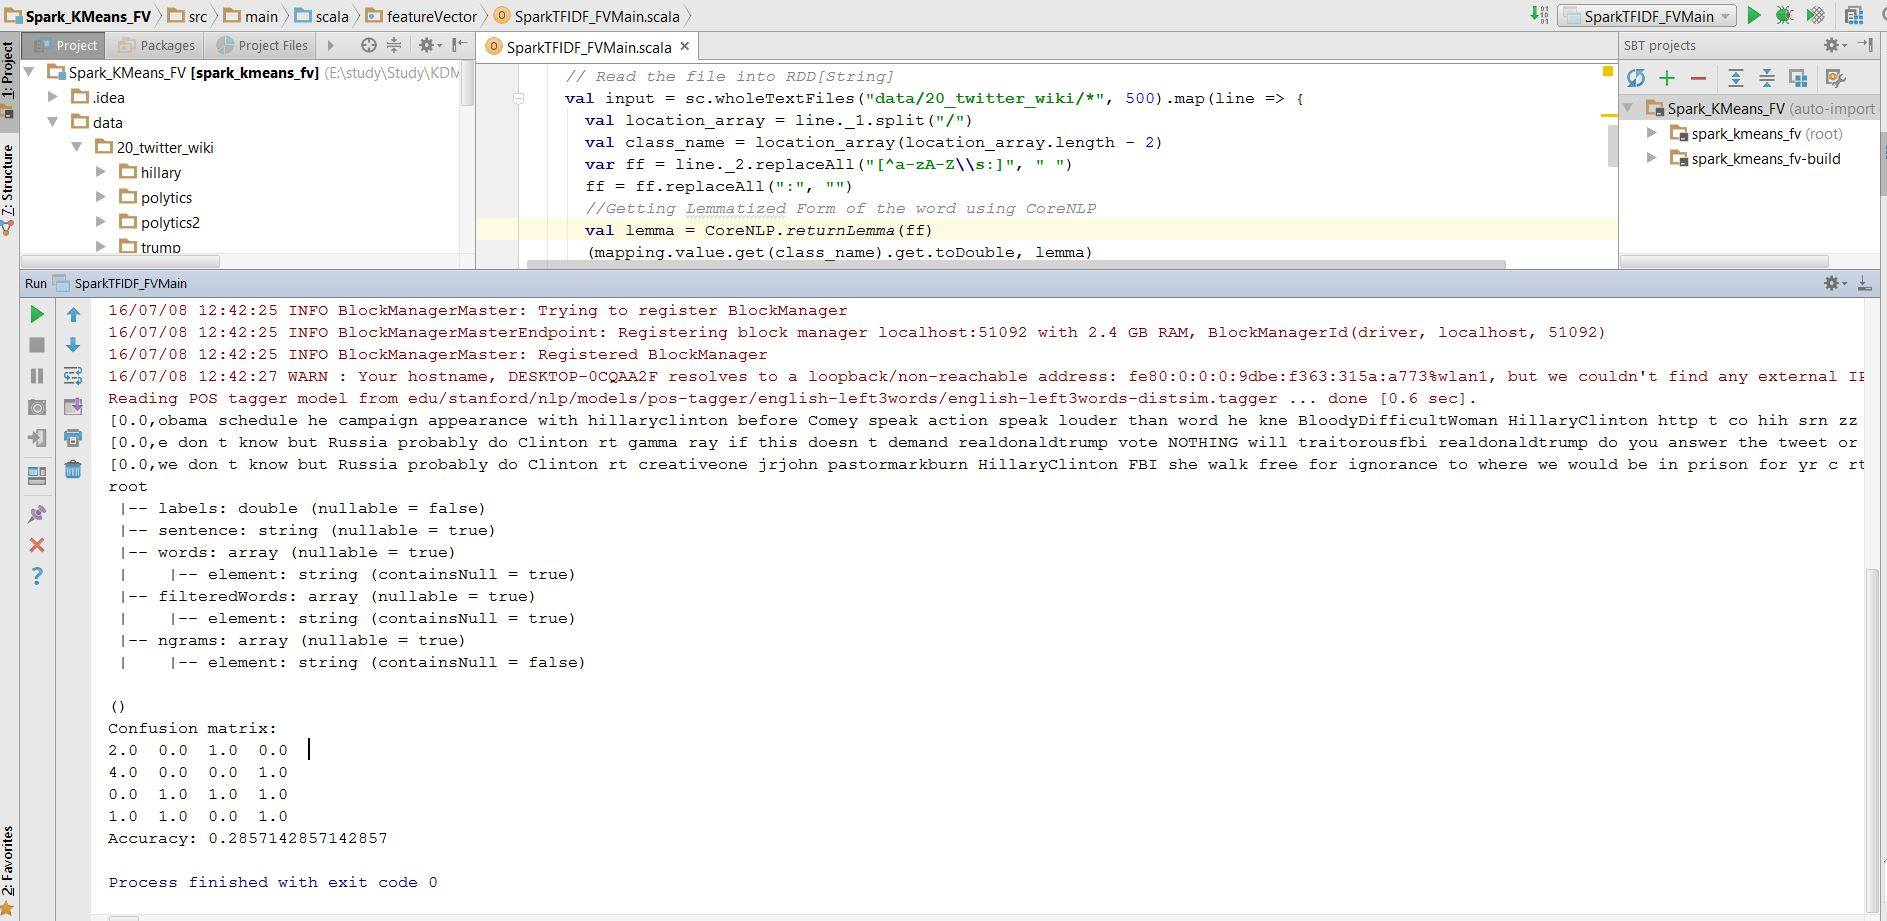 Spark_KMeans_FV src main scala featureVector SparkTFIDF_FVMain.scala
SparkTFIDF_FVMain
Project Packages Project Files
SparkTFIDF_FVMain.scala
SBT projects
1: Project
7: Structure
2: Favorites
Spark_KMeans_FV [spark_kmeans_fv] (E:\study\Study\KDM
.idea
data
20_twitter_wiki
hillary
polytics
polytics2
trump
// Read the file into RDD[String]
val input = sc.wholeTextFiles("data/20_twitter_wiki/*", 500).map(line => {
val location_array = line._1.split("/")
val class_name = location_array(location_array.length - 2)
var ff = line._2.replaceAll("[^a-zA-Z\\s:]", " ")
ff = ff.replaceAll(":", "")
//Getting Lemmatized Form of the word using CoreNLP
val lemma = CoreNLP.returnLemma(ff)
(mapping.value.get(class_name).get.toDouble, lemma)
Spark_KMeans_FV (auto-import
spark_kmeans_fv (root)
spark_kmeans_fv-build
Run SparkTFIDF_FVMain
16/07/08 12:42:25 INFO BlockManagerMaster: Trying to register BlockManager
16/07/08 12:42:25 INFO BlockManagerMasterEndpoint: Registering block manager localhost:51092 with 2.4 GB RAM, BlockManagerId(driver, localhost, 51092)
16/07/08 12:42:25 INFO BlockManagerMaster: Registered BlockManager
16/07/08 12:42:27 WARN : Your hostname, DESKTOP-0CQAA2F resolves to a loopback/non-reachable address: fe80:0:0:0:9dbe:f363:315a:a773%wlan1, but we couldn't find any external IP
Reading POS tagger model from edu/stanford/nlp/models/pos-tagger/english-left3words/english-left3words-distsim.tagger ... done [0.6 sec].
[0.0,obama schedule he campaign appearance with hillaryclinton before Comey speak action speak louder than word he kne BloodyDifficultWoman HillaryClinton http t co hih srn zz
[0.0,e don t know but Russia probably do Clinton rt gamma ray if this doesn t demand realdonaldtrump vote NOTHING will traitorousfbi realdonaldtrump do you answer the tweet or
[0.0,we don t know but Russia probably do Clinton rt creativeone jrjohn pastormarkburn HillaryClinton FBI she walk free for ignorance to where we would be in prison for yr c rt
root
|-- labels: double (nullable = false)
|-- sentence: string (nullable = true)
|-- words: array (nullable = true)
| |-- element: string (containsNull = true)
|-- filteredWords: array (nullable = true)
| |-- element: string (containsNull = true)
|-- ngrams: array (nullable = true)
| |-- element: string (containsNull = false)
()
Confusion matrix:
2.0 0.0 1.0 0.0
4.0 0.0 0.0 1.0
0.0 1.0 1.0 1.0
1.0 1.0 0.0 1.0
Accuracy: 0.2857142857142857
Process finished with exit code 0